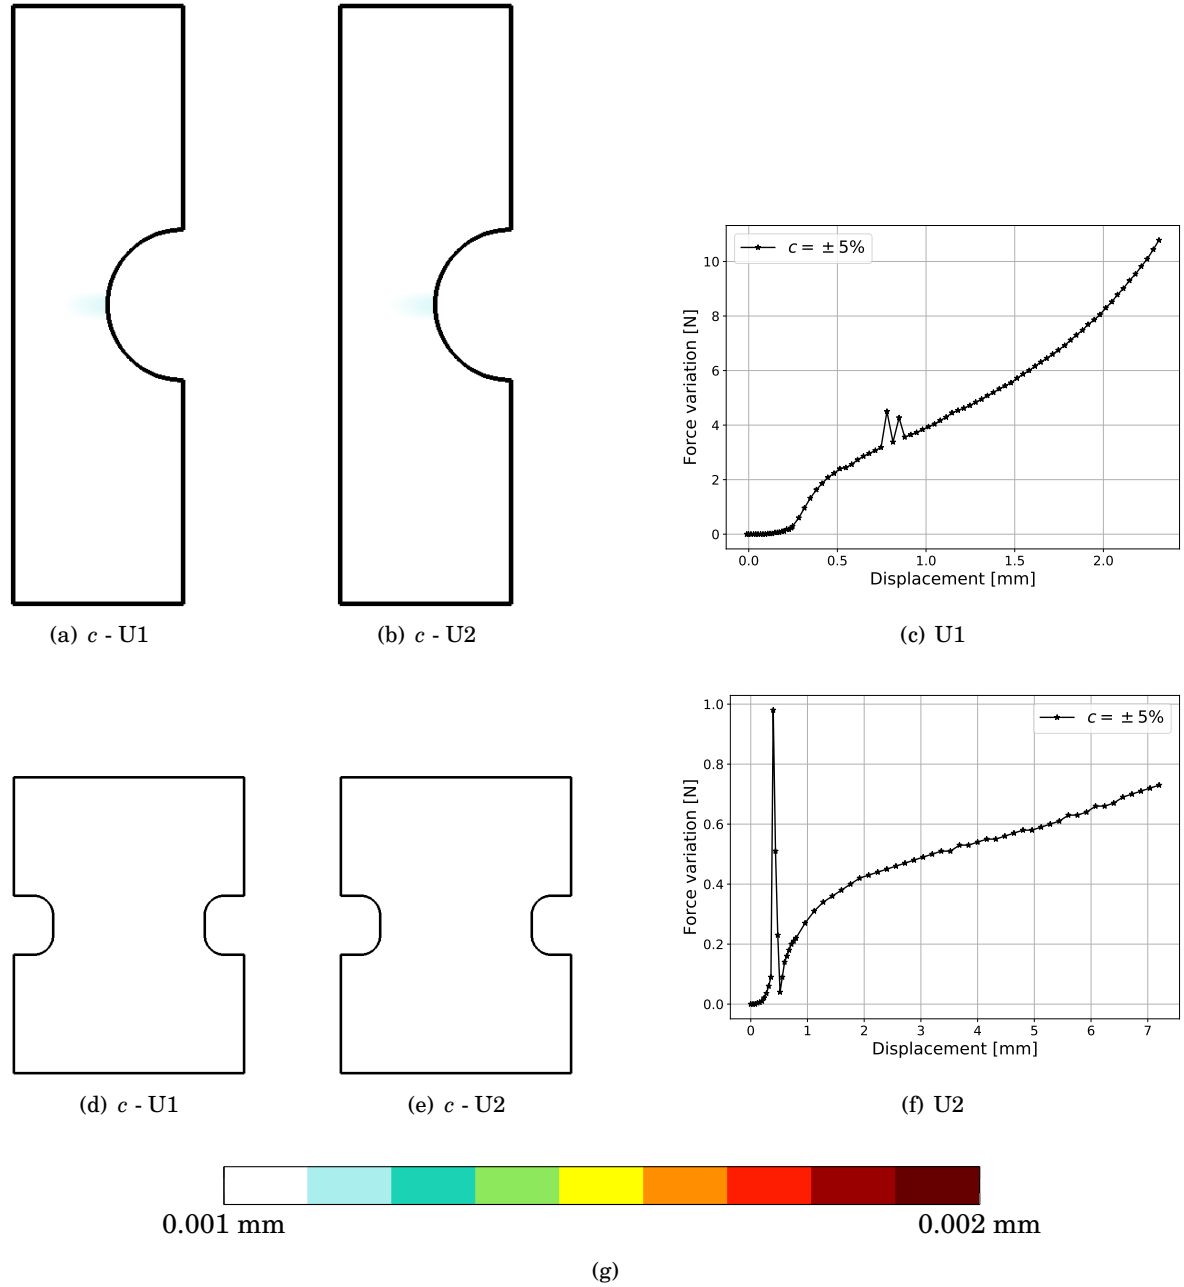 c = ±5%
Force variation [N]
10
8
6
4
2
0
0.0 0.5 1.0 1.5 2.0
Displacement [mm]
(a) c - U1 (b) c - U2 (c) U1
c = ±5%
Force variation [N]
1.0
0.8
0.6
0.4
0.2
0.0
0 1 2 3 4 5 6 7
Displacement [mm]
(d) c - U1 (e) c - U2 (f) U2
0.001 mm 0.002 mm
(g)